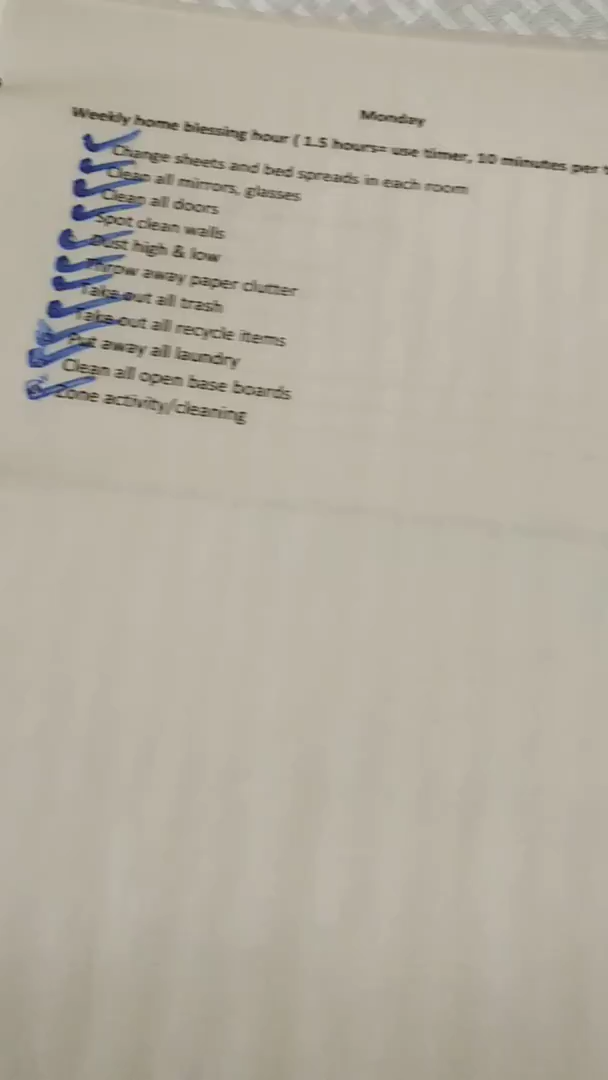 Monday
Weekly home blessing hour ( 1.5 hours= use timer, 10 minutes per
Change sheets and bed spreads in each room
Clean all mirrors, glasses
Clean all doors
Spot clean walls
Dust high & low
Throw away paper clutter
Take out all trash
Take out all recycle items
Put away all laundry
Clean all open base boards
Zone activity/cleaning